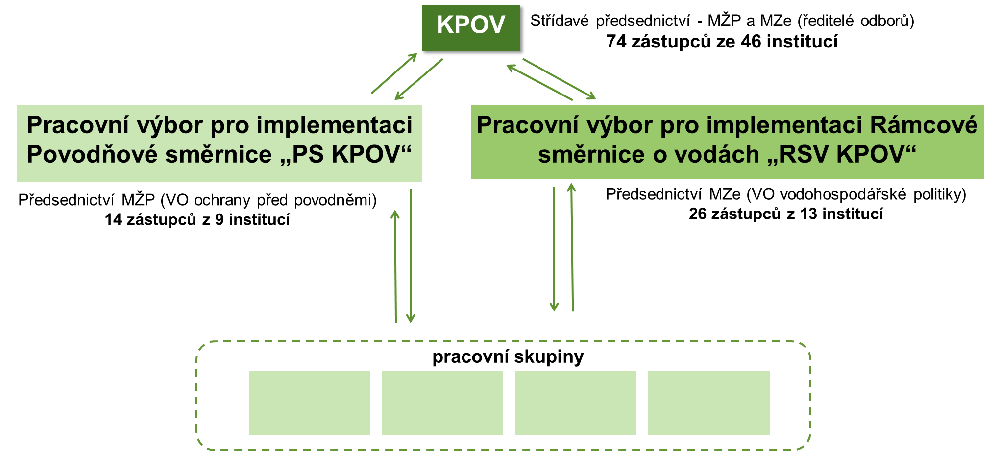 KPOV
Střídavé předsednictví - MŽP a MZe (ředitelé odborů)
74 zástupců ze 46 institucí
Pracovní výbor pro implementaci
Povodňové směrnice „PS KPOV“
Předsednictví MŽP (VO ochrany před povodněmi)
14 zástupců z 9 institucí
Pracovní výbor pro implementaci Rámcové
směrnice o vodách „RSV KPOV“
Předsednictví MZe (VO vodohospodářské politiky)
26 zástupců z 13 institucí
pracovní skupiny